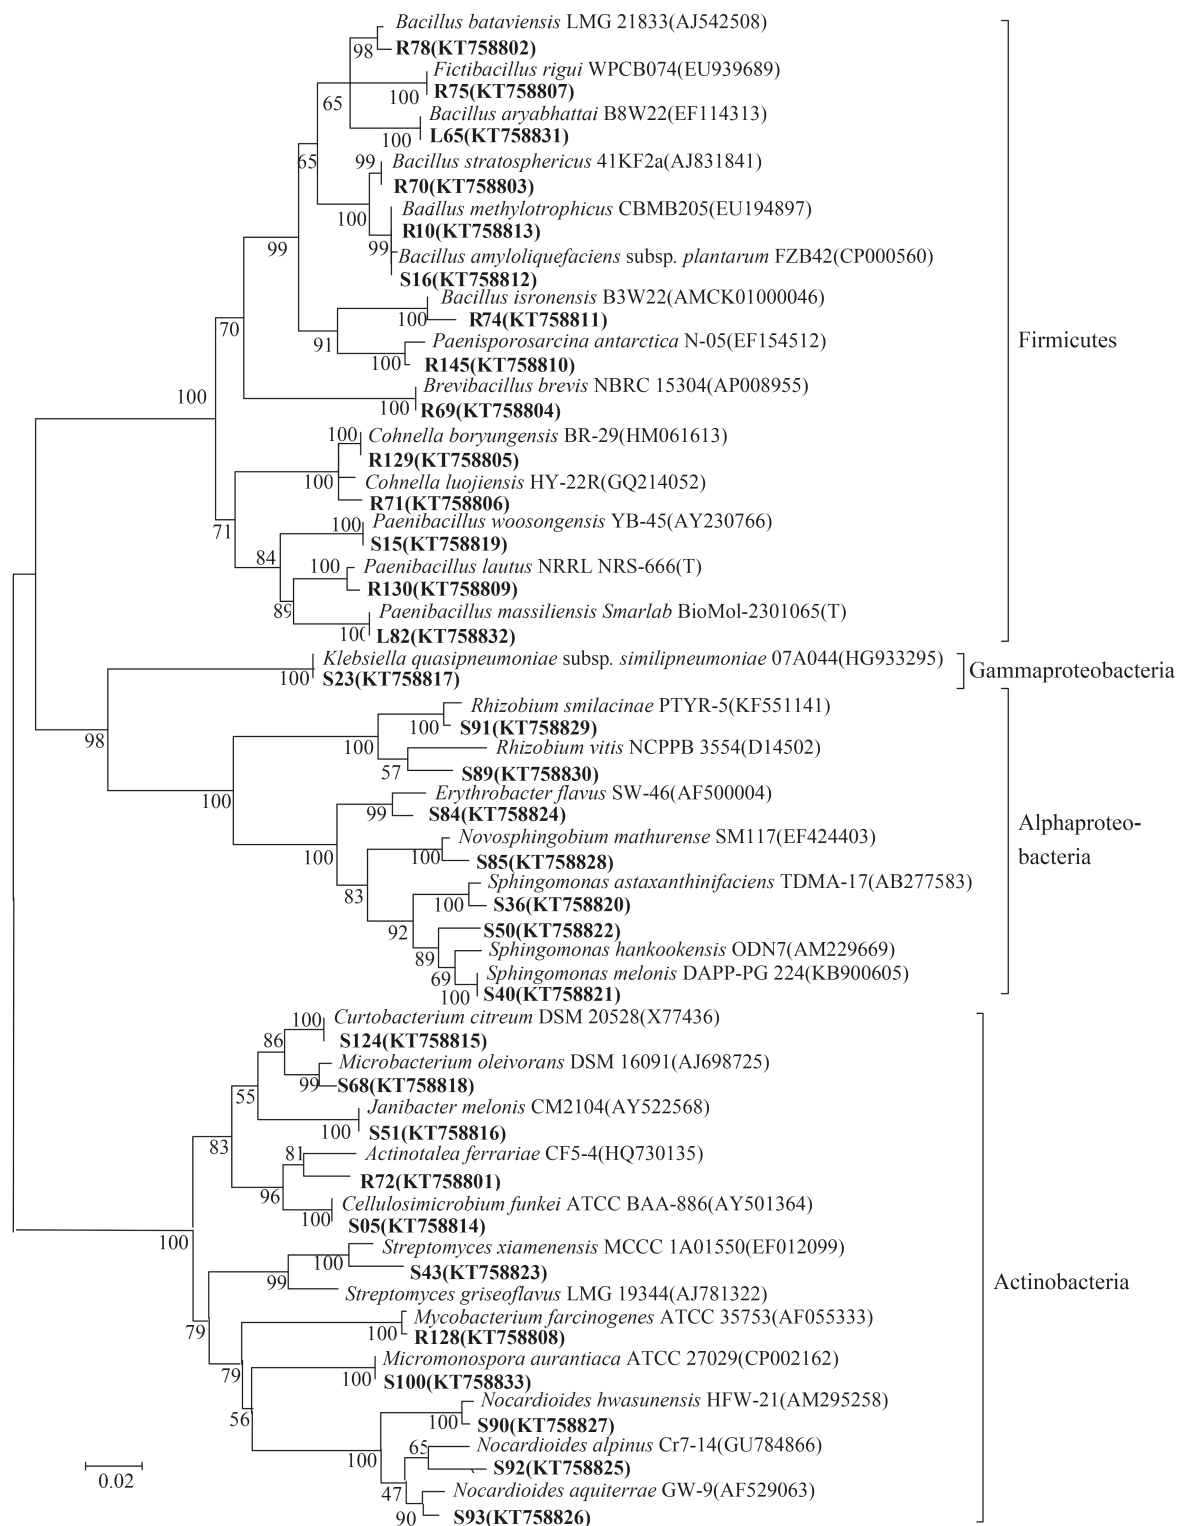 Bacillus bataviensis LMG 21833(AJ542508)
98
R78(KT758802)
Fictibacillus rigui WPCB074(EU939689)
65
100
R75(KT758807)
Bacillus aryabhattai B8W22(EF114313)
100
L65(KT758831)
65
99
Bacillus stratosphericus 41KF2a(AJ831841)
R70(KT758803)
100
Bacillus methylotrophicus CBMB205(EU194897)
R10(KT758813)
99
99
Bacillus amyloliquefaciens subsp. plantarum FZB42(CP000560)
S16(KT758812)
Bacillus isronensis B3W22(AMCK01000046)
100
R74(KT758811)
70
91
Paenisporosarcina antarctica N-05(EF154512)
Firmicutes
100
R145(KT758810)
Brevibacillus brevis NBRC 15304(AP008955)
100
100
R69(KT758804)
100
Cohnella boryungensis BR-29(HM061613)
R129(KT758805)
100
Cohnella luojiensis HY-22R(GQ214052)
R71(KT758806)
71
100
Paenibacillus woosongensis YB-45(AY230766)
S15(KT758819)
84
100
Paenibacillus lautus NRRL NRS-666(T)
R130(KT758809)
89
Paenibacillus massiliensis Smarlab BioMol-2301065(T)
100
L82(KT758832)
Klebsiella quasipneumoniae subsp. similipneumoniae 07A044(HG933295)
Gammaproteobacteria
100
S23(KT758817)
Rhizobium smilacinae PTYR-5(KF551141)
100
S91(KT758829)
98
100
Rhizobium vitis NCPPB 3554(D14502)
57
S89(KT758830)
100
Erythrobacter flavus SW-46(AF500004)
99
S84(KT758824)
Alphaproteo-
bacteria
Novosphingobium mathurense SM117(EF424403)
100
100
S85(KT758828)
83
Sphingomonas astaxanthinifaciens TDMA-17(AB277583)
100
S36(KT758820)
92
S50(KT758822)
89
Sphingomonas hankookensis ODN7(AM229669)
69
Sphingomonas melonis DAPP-PG 224(KB900605)
100
S40(KT758821)
100
Curtobacterium citreum DSM 20528(X77436)
86
S124(KT758815)
Microbacterium oleivorans DSM 16091(AJ698725)
99
S68(KT758818)
55
Janibacter melonis CM2104(AY522568)
100
S51(KT758816)
83
81
Actinotalea ferrariae CF5-4(HQ730135)
R72(KT758801)
96
Cellulosimicrobium funkei ATCC BAA-886(AY501364)
100
S05(KT758814)
100
Streptomyces xiamenensis MCCC 1A01550(EF012099)
100
S43(KT758823)
99
Actinobacteria
Streptomyces griseoflavus LMG 19344(AJ781322)
Mycobacterium farcinogenes ATCC 35753(AF055333)
79
100
R128(KT758808)
Micromonospora aurantiaca ATCC 27029(CP002162)
79
100
S100(KT758833)
Nocardioides hwasunensis HFW-21(AM295258)
56
100
S90(KT758827)
65
Nocardioides alpinus Cr7-14(GU784866)
100
S92(KT758825)
0.02
47
Nocardioides aquiterrae GW-9(AF529063)
90
S93(KT758826)